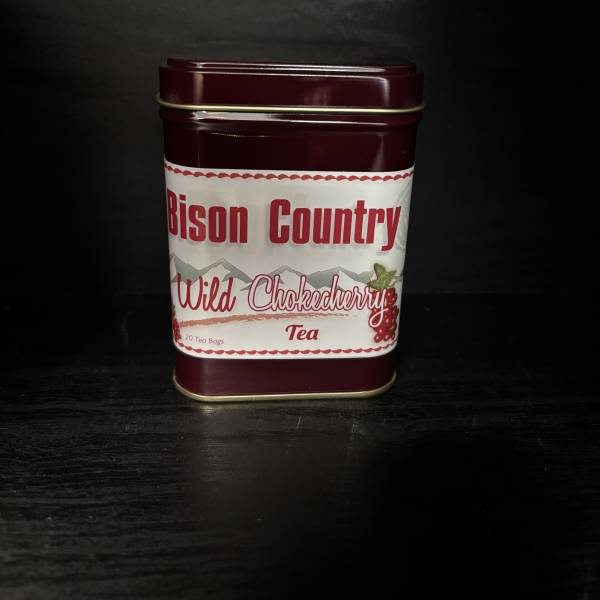 Bison Country
Wild Chokecherry
Tea
20 Tea Bags